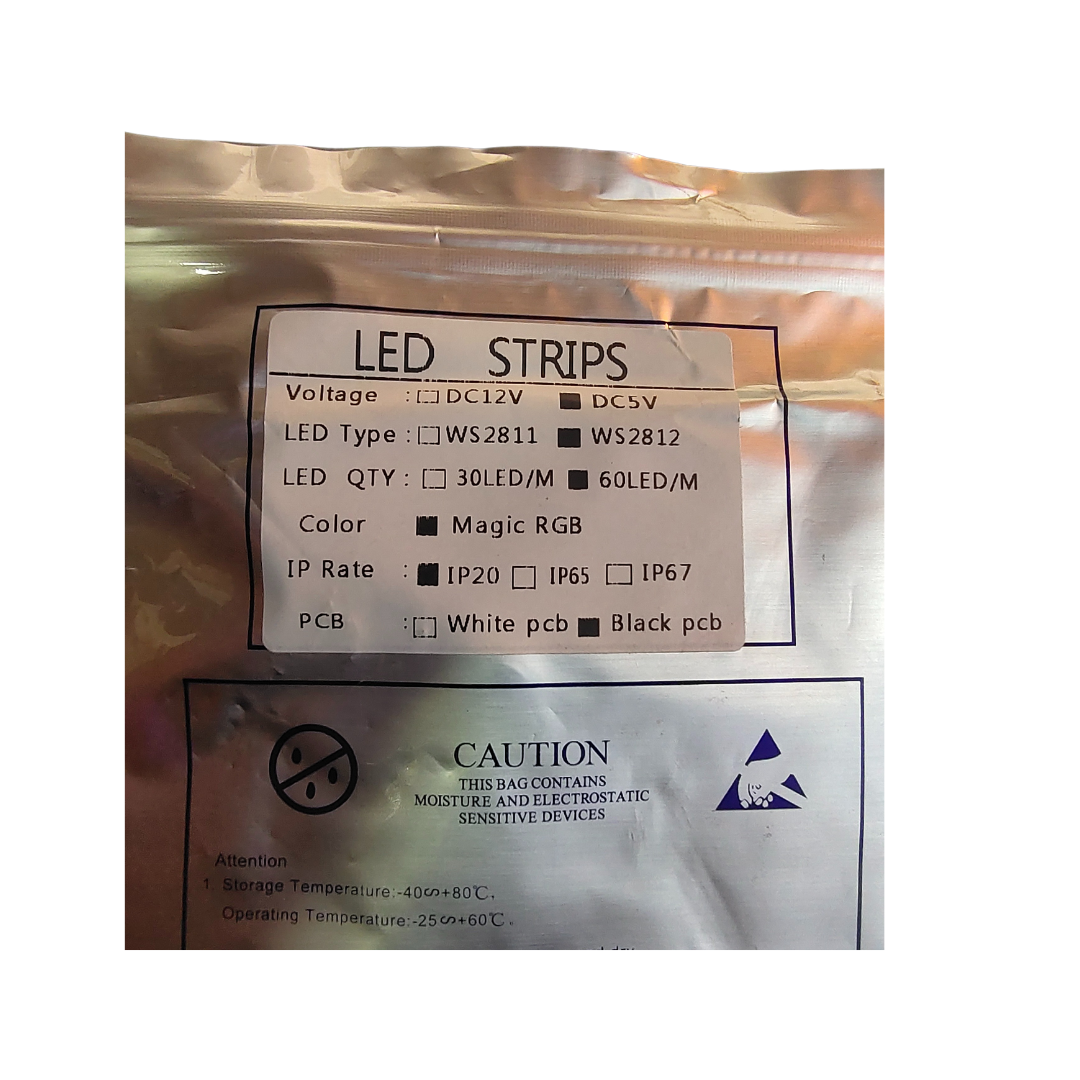 LED STRIPS
Voltage :☐DC12V ■ DC5V
LED Type :☐WS2811 ■ WS2812
LED QTY : ☐ 30LED/M ■ 60LED/M
Color ■ Magic RGB
IP Rate : ■ IP20 ☐ IP65 ☐ IP67
PCB :☐ White pcb ■ Black pcb
CAUTION
THIS BAG CONTAINS
MOISTURE AND ELECTROSTATIC
SENSITIVE DEVICES
Attention
1. Storage Temperature:-40∽+80℃,
Operating Temperature:-25∽+60℃。